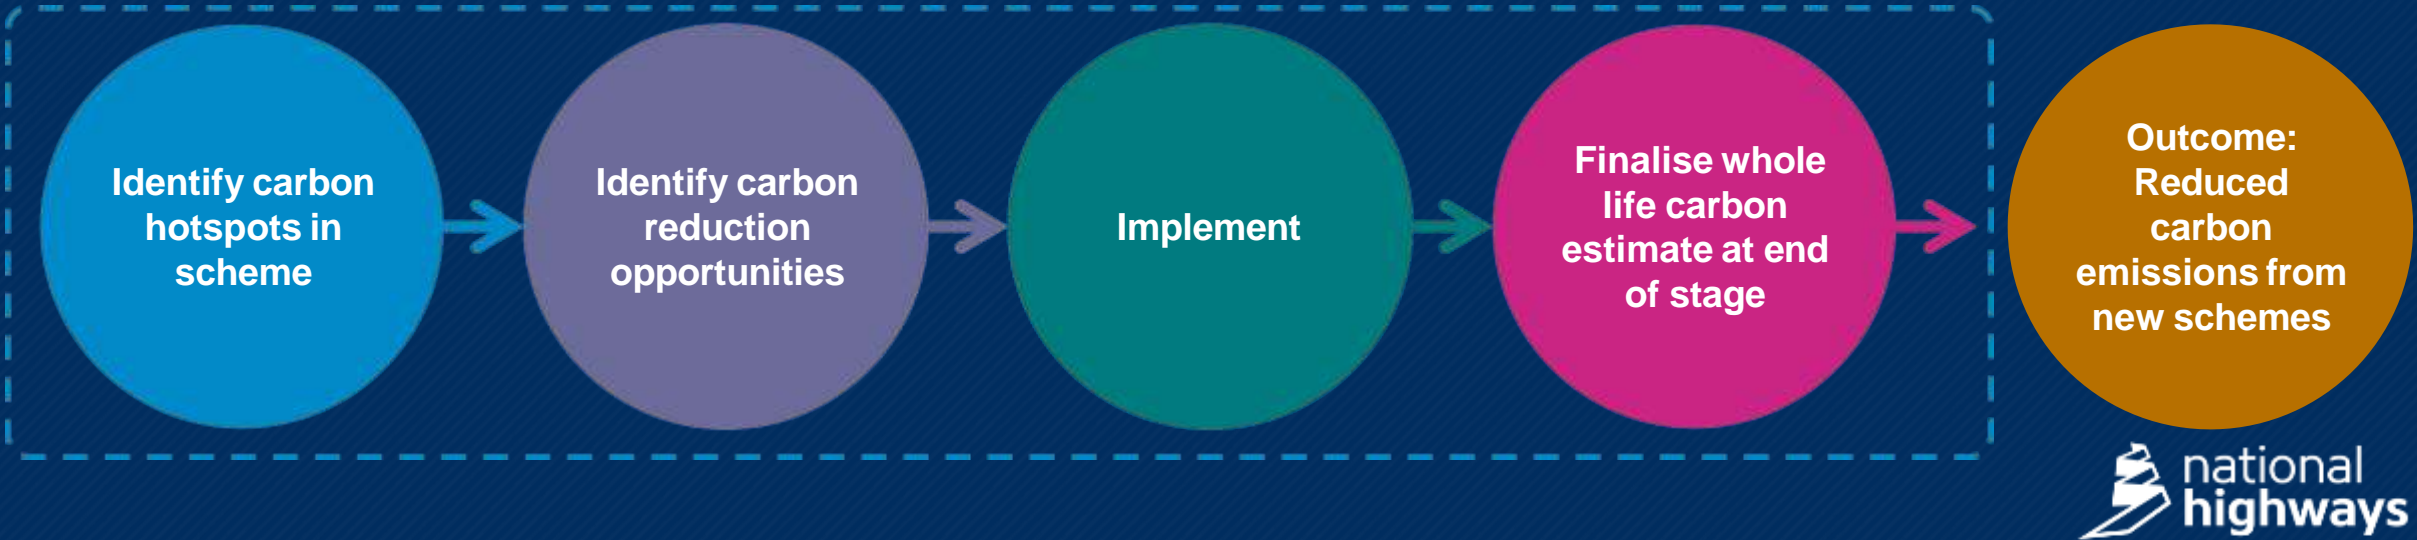 Identify carbon
hotspots in
scheme
Identify carbon
reduction
opportunities
Implement
Finalise whole
life carbon
estimate at end
of stage
Outcome:
Reduced
carbon
emissions from
new schemes
national
highways